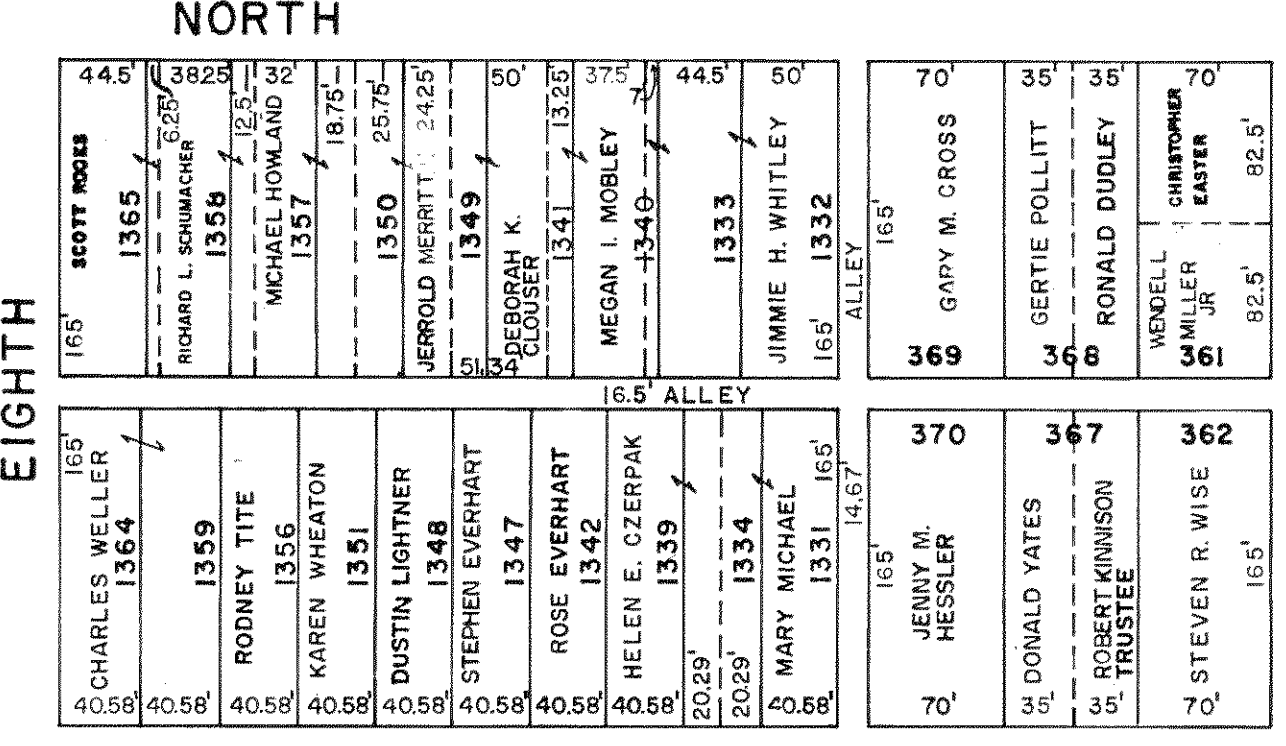 NORTH
EIGHTH
44.5'
38.25'
32'
50'
37.5'
44.5'
50'
6.25'
12.5'
18.75'
25.75'
24.25'
13.25'
7'
165'
SCOTT ROOKS
1365
RICHARD L. SCHUMACHER
1358
MICHAEL HOWLAND
1357
1350
JERROLD MERRITT
1349
51.34
DEBORAH K.
CLOUSER
1341
MEGAN I. MOBLEY
1340
1333
JIMMIE H. WHITLEY
1332
165'
ALLEY
70'
35'
35'
70'
165'
GARY M. CROSS
369
GERTIE POLLITT
368
RONALD DUDLEY
CHRISTOPHER
EASTER
82.5'
WENDELL
MILLER
JR
82.5'
361
16.5' ALLEY
165'
CHARLES WELLER
1364
1359
RODNEY TITE
1356
KAREN WHEATON
1351
DUSTIN LIGHTNER
1348
STEPHEN EVERHART
1347
ROSE EVERHART
1342
HELEN E. CZERPAK
1339
1334
MARY MICHAEL
1331
165'
14.67'
40.58'
40.58'
40.58'
40.58'
40.58'
40.58'
40.58'
40.58'
20.29'
20.29'
40.58'
370
367
362
165'
JENNY M.
HESSLER
DONALD YATES
ROBERT KINNISON
TRUSTEE
STEVEN R. WISE
165'
70'
35'
35'
70'